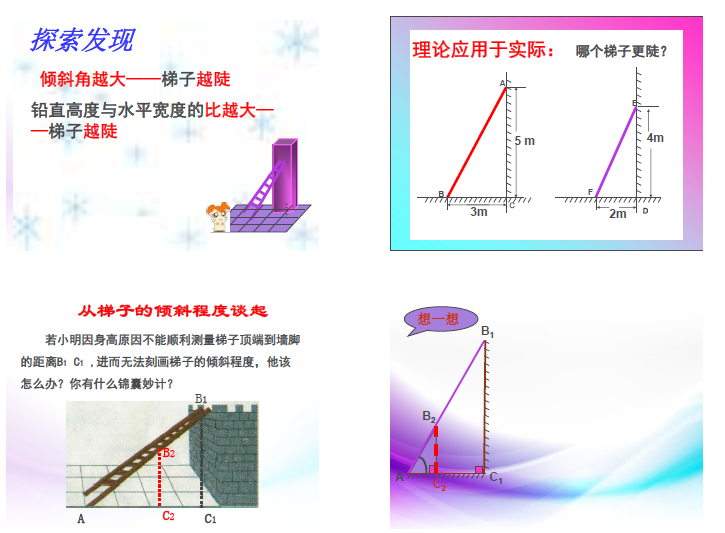 探索发现
倾斜角越大——梯子越陡
铅直高度与水平宽度的比越大—
—梯子越陡
理论应用于实际： 哪个梯子更陡？
A
5 m
B
C
3m
E
4m
F
D
2m
从梯子的倾斜程度谈起
若小明因身高原因不能顺利测量梯子顶端到墙脚
的距离B₁ C₁ ,进而无法刻画梯子的倾斜程度，他该
怎么办？你有什么锦囊妙计？
B1
B2
A
C2
C1
想一想
B₁
B₂
A
C₂
C₁